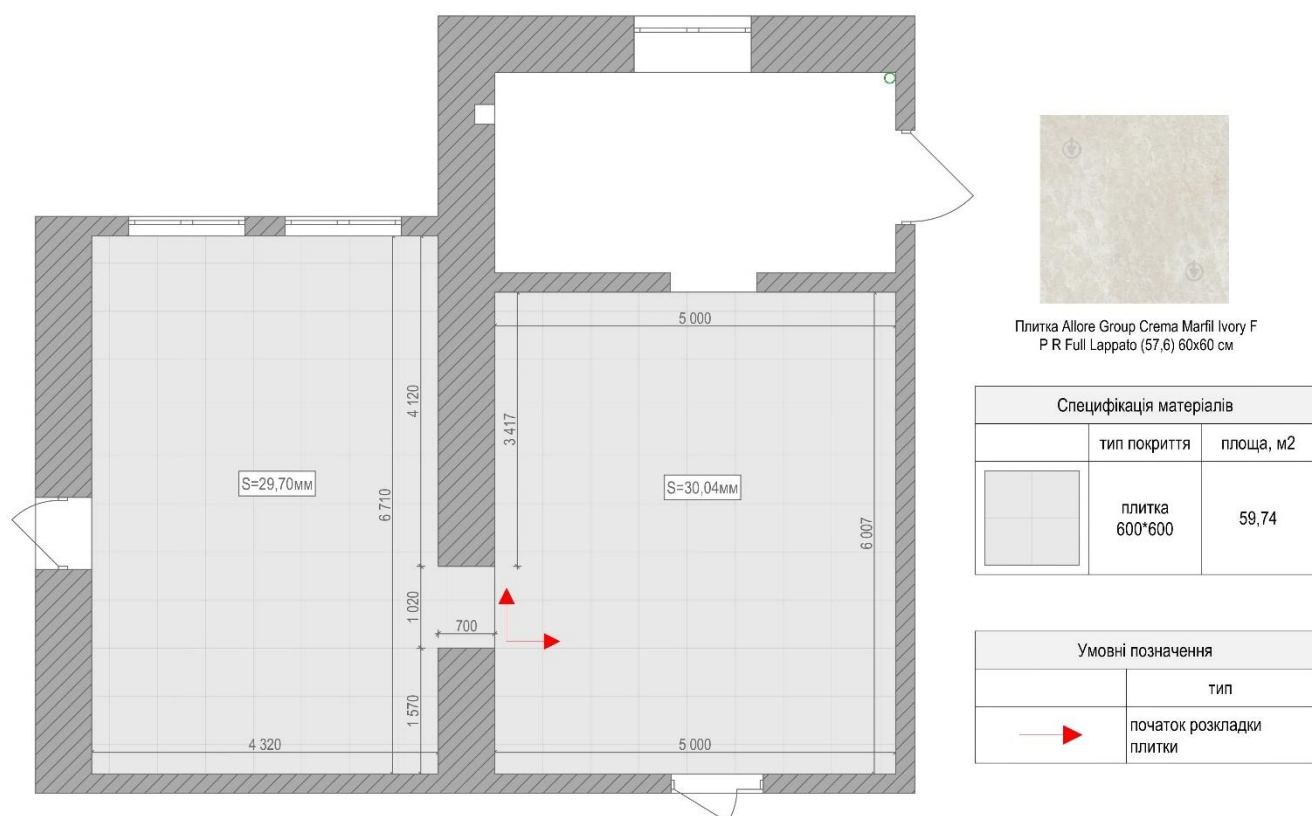 5 000
4 120
3 417
S=29,70мм
S=30,04мм
6 710
6 007
1 020
700
1 570
4 320
5 000
Плитка Allore Group Crema Marfil Ivory F
P R Full Lappato (57,6) 60x60 см
Специфікація матеріалів
тип покриття площа, м2
плитка
600*600
59,74
Умовні позначення
тип
початок розкладки
плитки